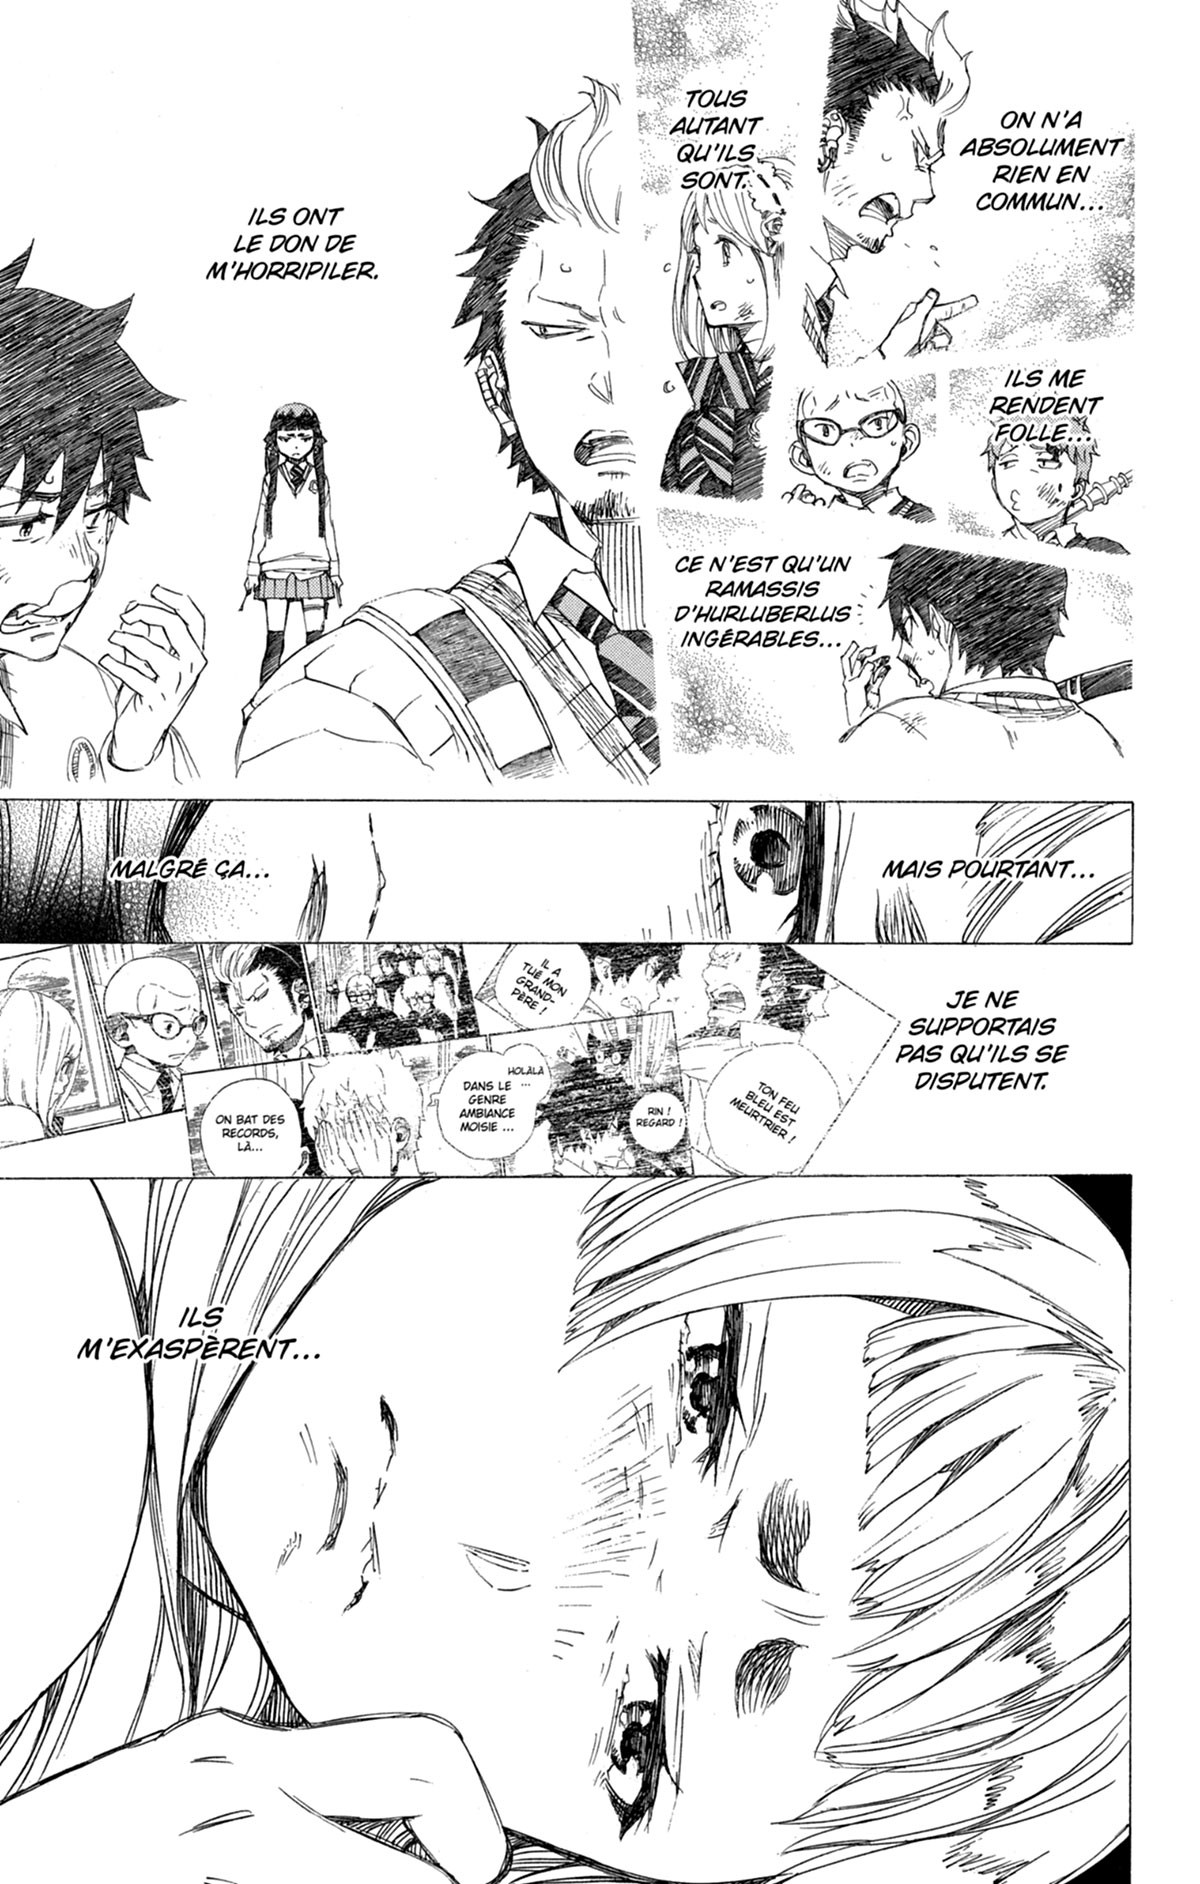 ON N'A
ABSOLUMENT
RIEN EN
COMMUN...
TOUS
AUTANT
QU'ILS
SONT.
ILS ME
RENDENT
FOLLE...
CE N'EST QU'UN
RAMASSIS
D'HURLUBERLUS
INGÉRABLES...
ILS ONT
LE DON DE
M'HORRIPILER.
MAIS POURTANT...
MALGRÉ ÇA...
JE NE
SUPPORTAIS
PAS QU'ILS SE
DISPUTENT.
IL A
TUÉ MON
GRAND-
PÈRE !
TON FEU
BLEU EST
MEURTRIER !
RIN !
REGARD !
HOLÀLÀ
...
DANS LE
GENRE
AMBIANCE
MOISIE ...
ON BAT DES
RECORDS,
LÀ...
ILS
M'EXASPÈRENT...